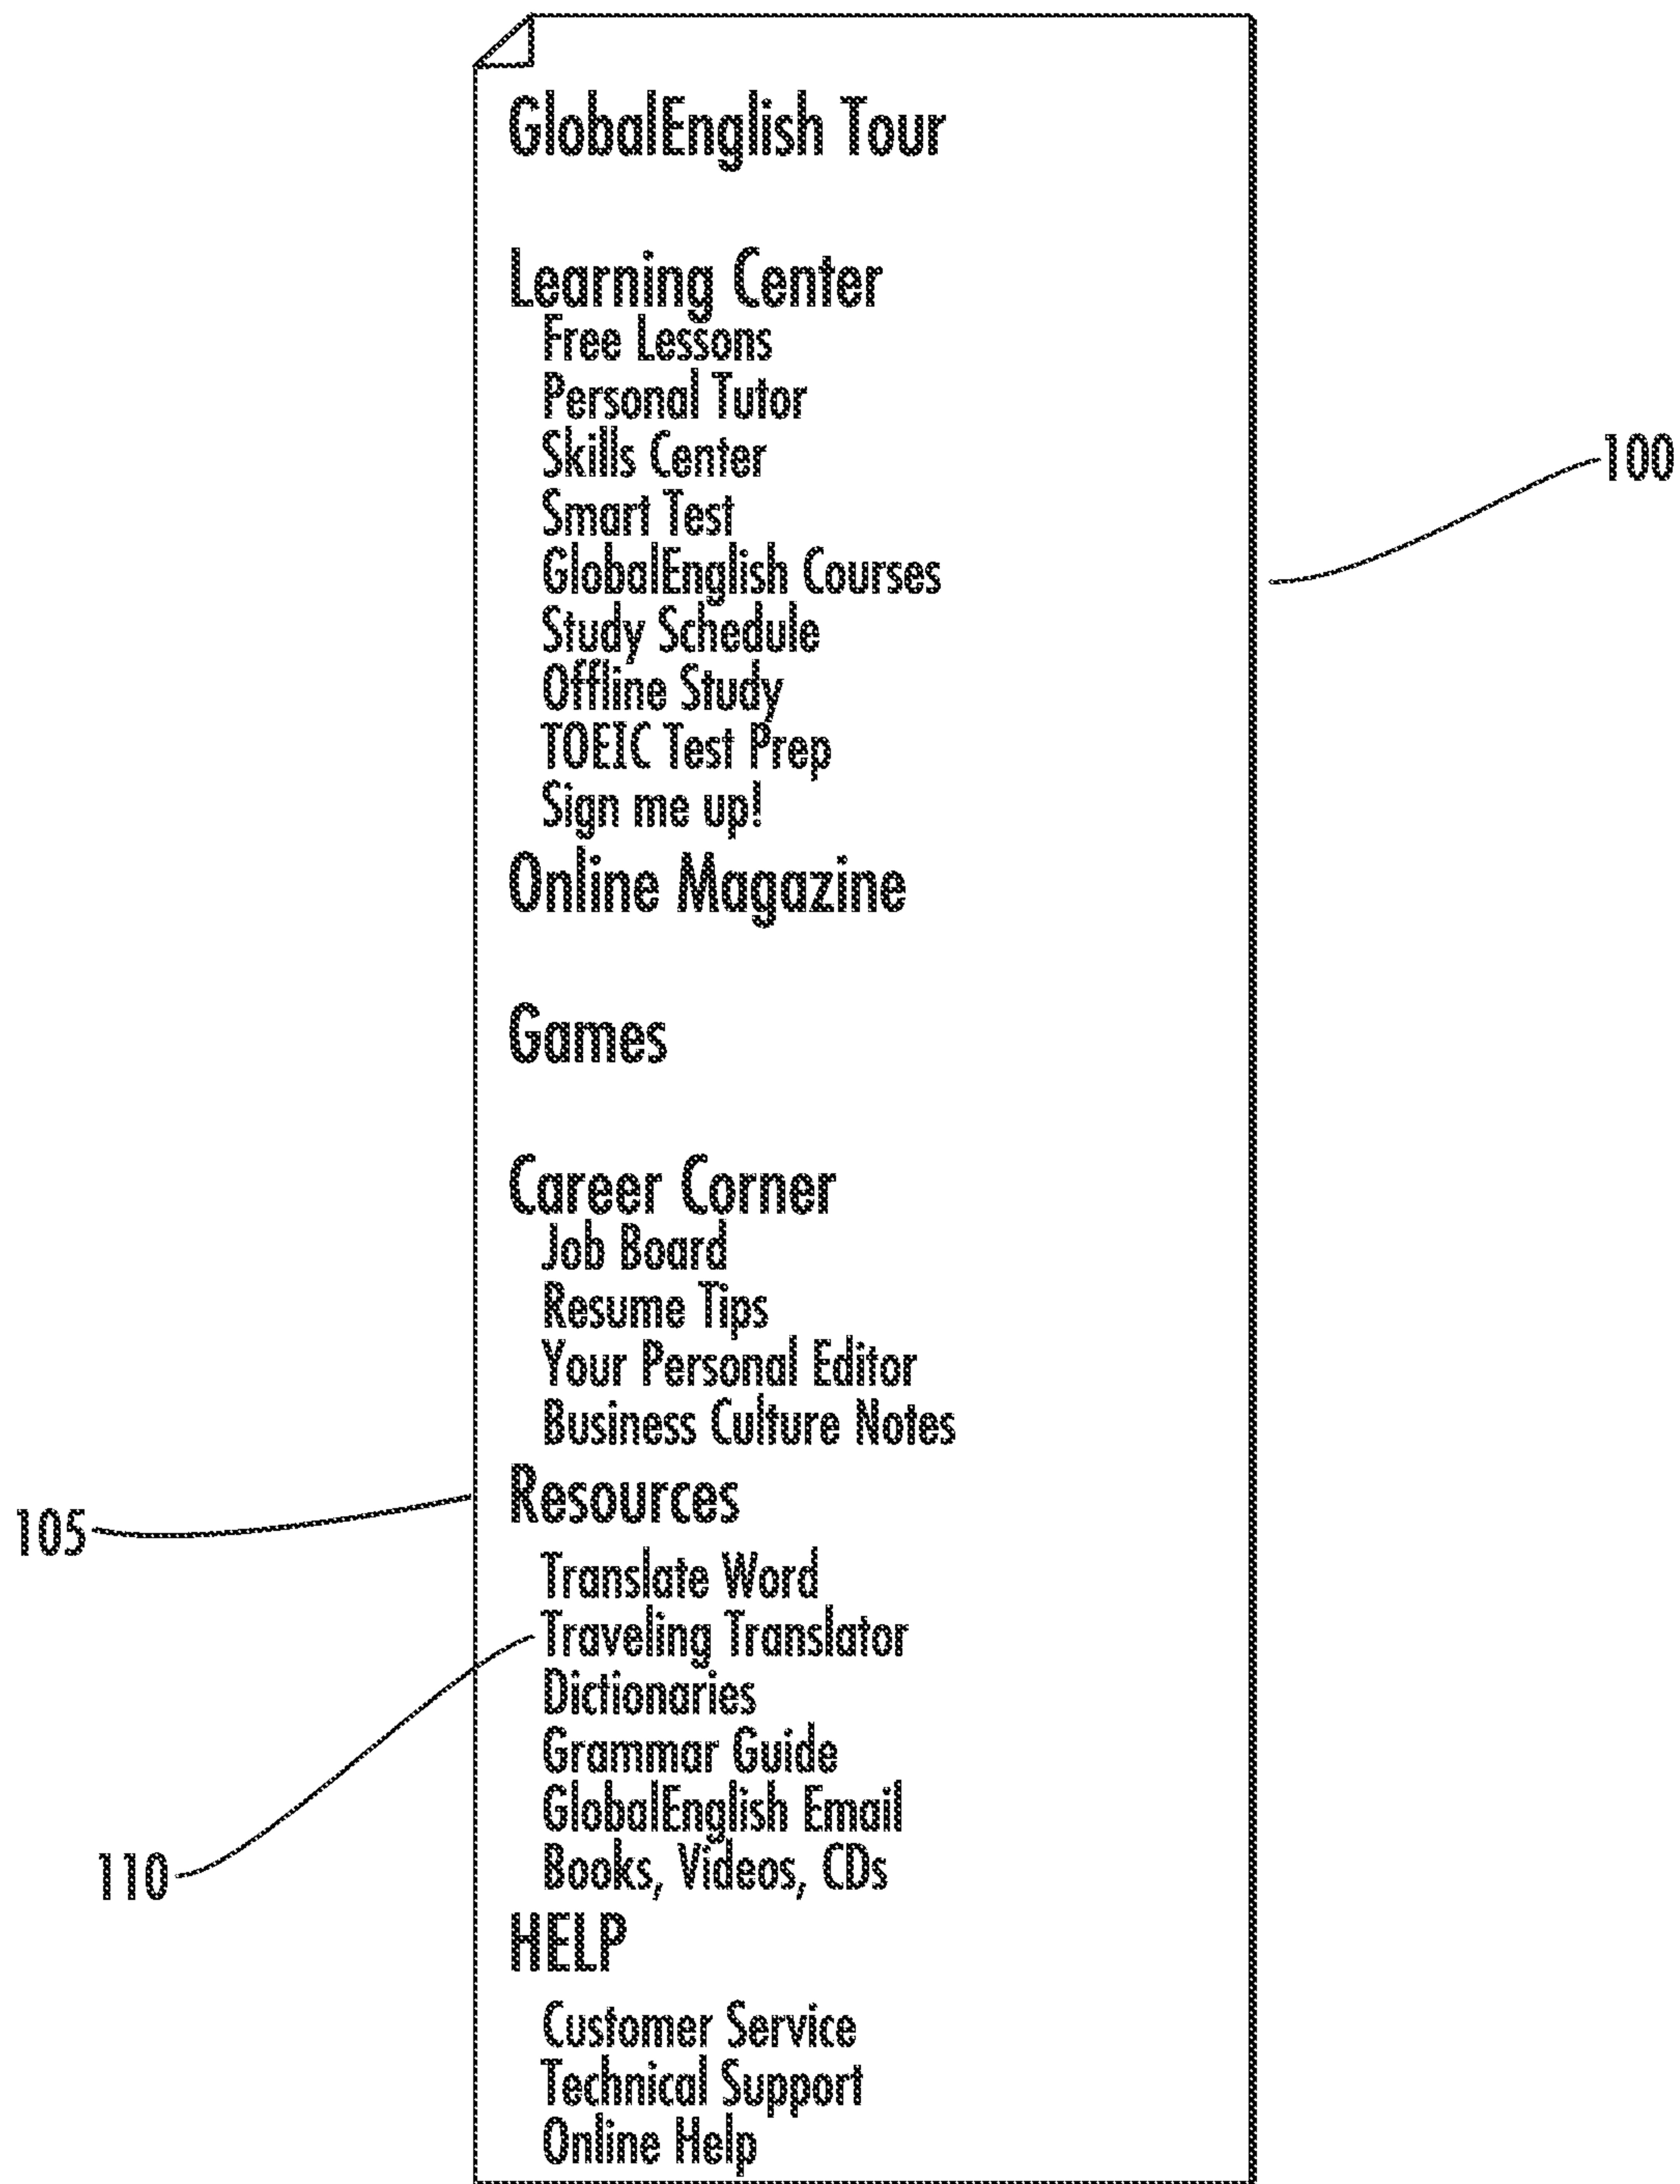 GlobalEnglish Tour
Learning Center
Free Lessons
Personal Tutor
Skills Center
100
Smart Test
GlobalEnglish Courses
Study Schedule
Offline Study
TOEIC Test Prep
Sign me up!
Online Magazine
Games
Career Corner
Job Board
Resume Tips
Your Personal Editor
Business Culture Notes
Resources
105
Translate Word
Traveling Translator
Dictionaries
Grammar Guide
GlobalEnglish Email
Books, Videos, CDs
110
HELP
Customer Service
Technical Support
Online Help